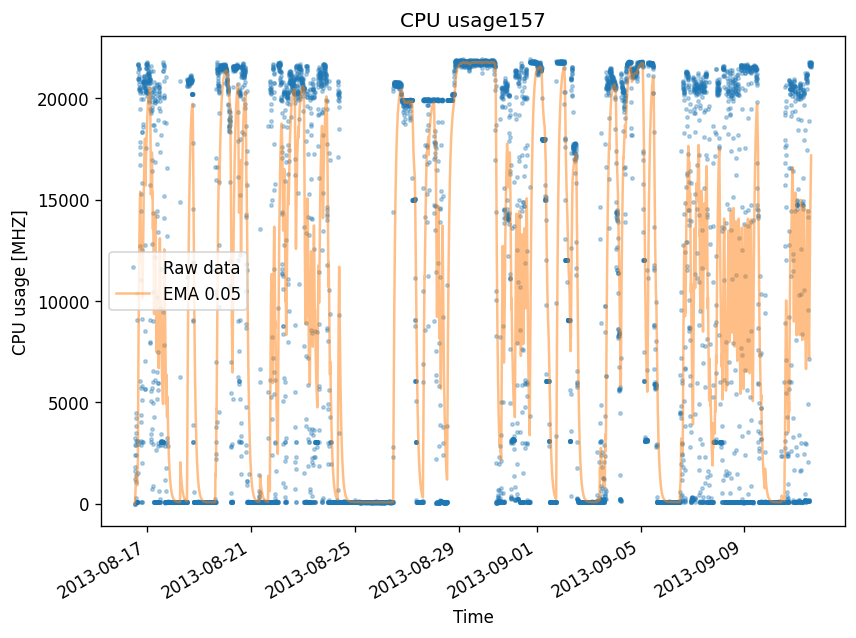 CPU usage157
CPU usage [MHZ]
20000
15000
10000
5000
0
Raw data
EMA 0.05
2013-08-17
2013-08-21
2013-08-25
2013-08-29
2013-09-01
2013-09-05
2013-09-09
Time